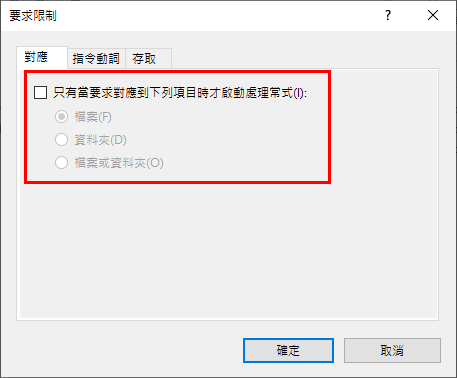 要求限制
對應 指令動詞 存取
只有當要求對應到下列項目時才啟動處理常式(I):
檔案(F)
資料夾(D)
檔案或資料夾(O)
確定 取消